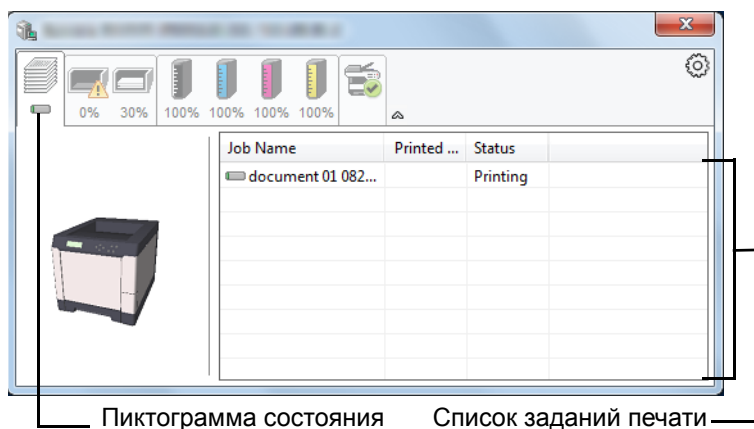 0% 30% 100% 100% 100% 100%
Job Name Printed ... Status
document 01 082... Printing
Пиктограмма состояния Список заданий печати